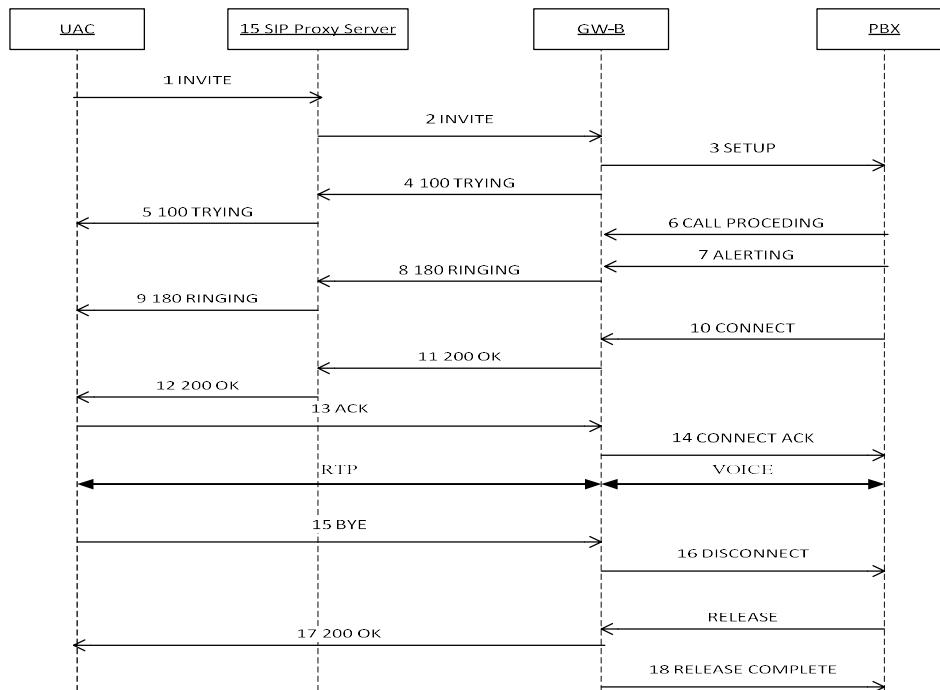 UAC
15 SIP Proxy Server
GW-B
PBX
1 INVITE
2 INVITE
3 SETUP
4 100 TRYING
5 100 TRYING
6 CALL PROCEDING
7 ALERTING
8 180 RINGING
9 180 RINGING
10 CONNECT
11 200 OK
12 200 OK
13 ACK
14 CONNECT ACK
RTP
VOICE
15 BYE
16 DISCONNECT
RELEASE
17 200 OK
18 RELEASE COMPLETE